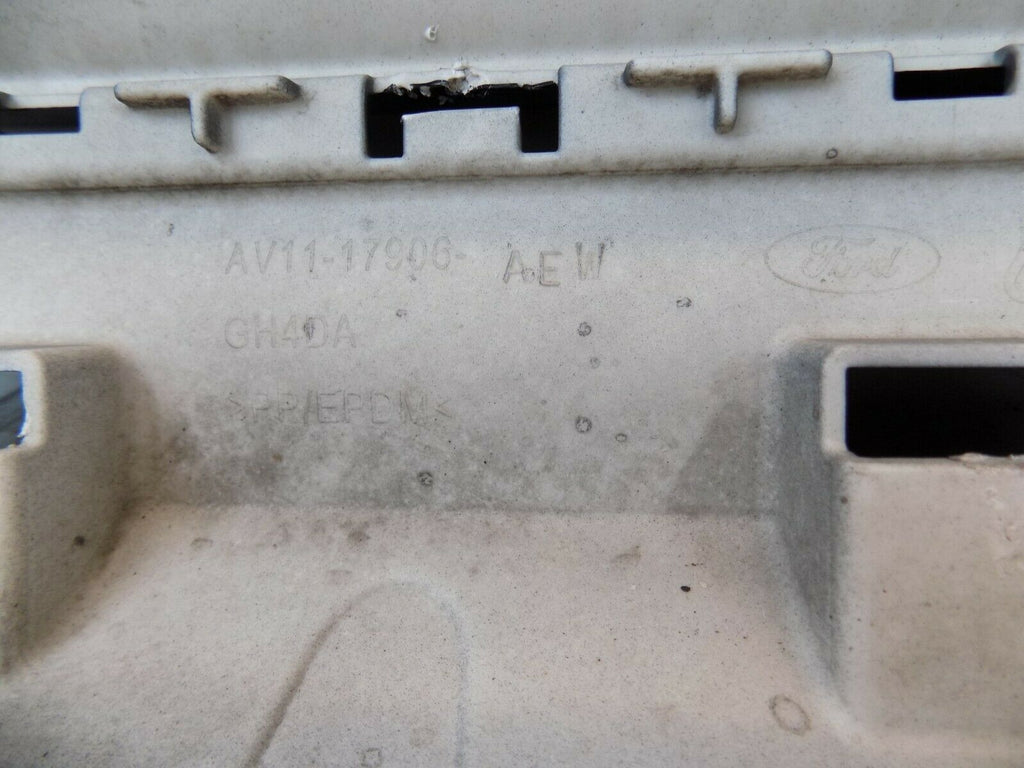 AV11-17906- AEW Ford
GH4DA
>PP/EPDM<